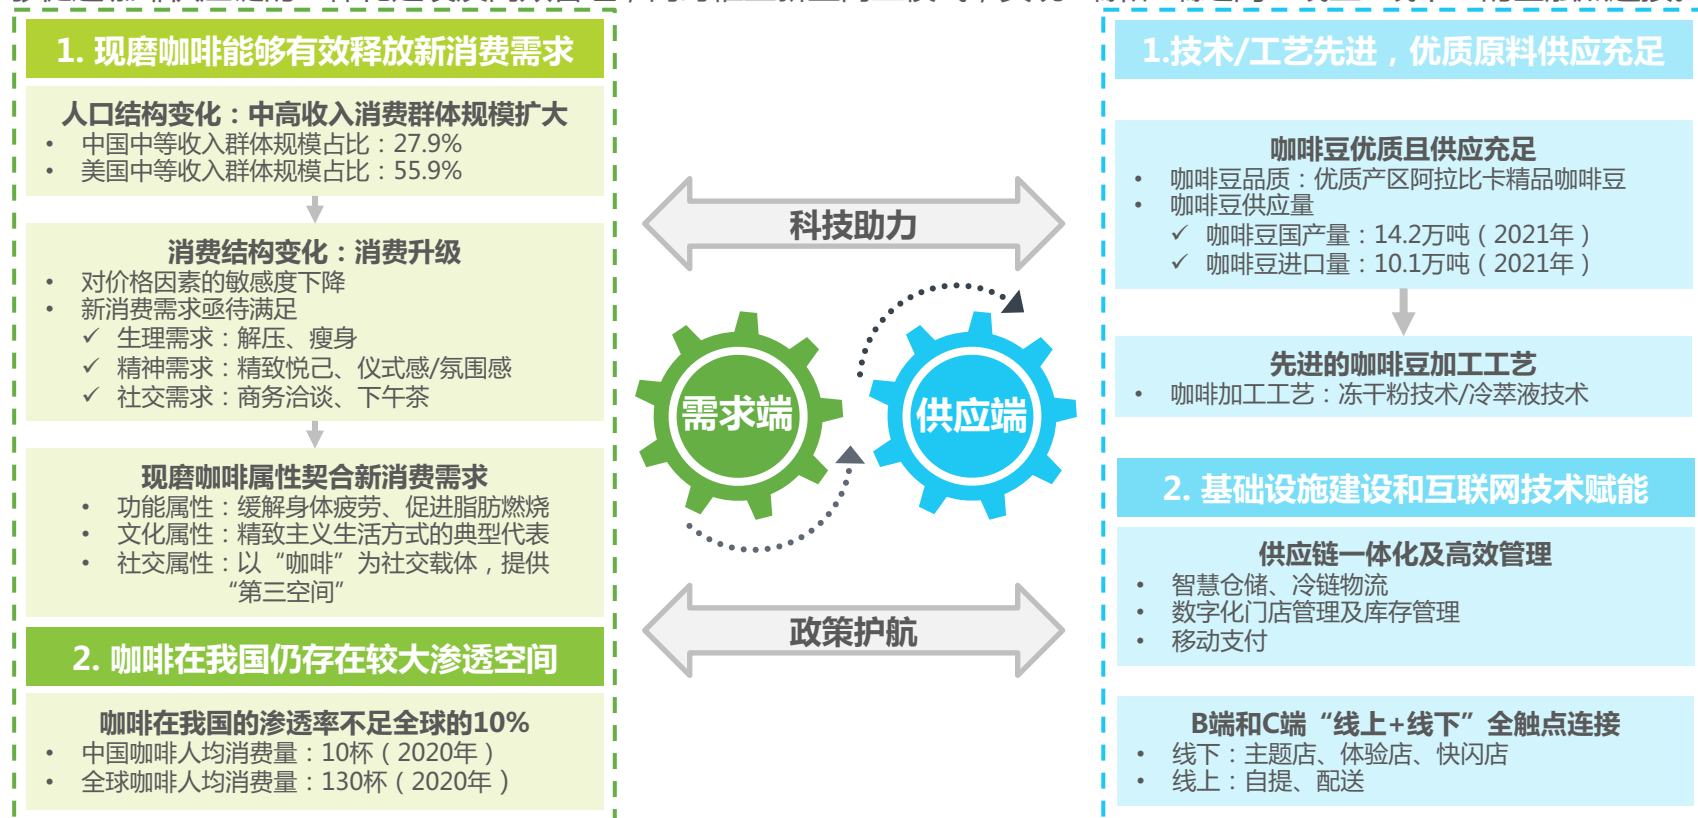 1. 现磨咖啡能够有效释放新消费需求
人口结构变化：中高收入消费群体规模扩大
• 中国中等收入群体规模占比：27.9%
• 美国中等收入群体规模占比：55.9%
消费结构变化：消费升级
• 对价格因素的敏感度下降
• 新消费需求亟待满足
✓ 生理需求：解压、瘦身
✓ 精神需求：精致悦己、仪式感/氛围感
✓ 社交需求：商务洽谈、下午茶
现磨咖啡属性契合新消费需求
• 功能属性：缓解身体疲劳、促进脂肪燃烧
• 文化属性：精致主义生活方式的典型代表
• 社交属性：以“咖啡”为社交载体，提供
“第三空间”
2. 咖啡在我国仍存在较大渗透空间
咖啡在我国的渗透率不足全球的10%
• 中国咖啡人均消费量：10杯（2020年）
• 全球咖啡人均消费量：130杯（2020年）
科技助力
需求端
供应端
政策护航
1.技术/工艺先进，优质原料供应充足
咖啡豆优质且供应充足
• 咖啡豆品质：优质产区阿拉比卡精品咖啡豆
• 咖啡豆供应量
✓ 咖啡豆国产量：14.2万吨（2021年）
✓ 咖啡豆进口量：10.1万吨（2021年）
先进的咖啡豆加工工艺
• 咖啡加工工艺：冻干粉技术/冷萃液技术
2. 基础设施建设和互联网技术赋能
供应链一体化及高效管理
• 智慧仓储、冷链物流
• 数字化门店管理及库存管理
• 移动支付
B端和C端“线上+线下”全触点连接
• 线下：主题店、体验店、快闪店
• 线上：自提、配送